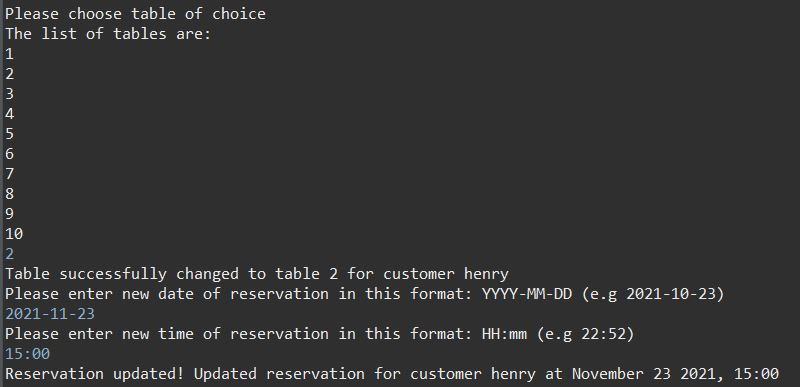 Please choose table of choice
The list of tables are:
1
2
3
4
5
6
7
8
9
10
2
Table successfully changed to table 2 for customer henry
Please enter new date of reservation in this format: YYYY-MM-DD (e.g 2021-10-23)
2021-11-23
Please enter new time of reservation in this format: HH:mm (e.g 22:52)
15:00
Reservation updated! Updated reservation for customer henry at November 23 2021, 15:00